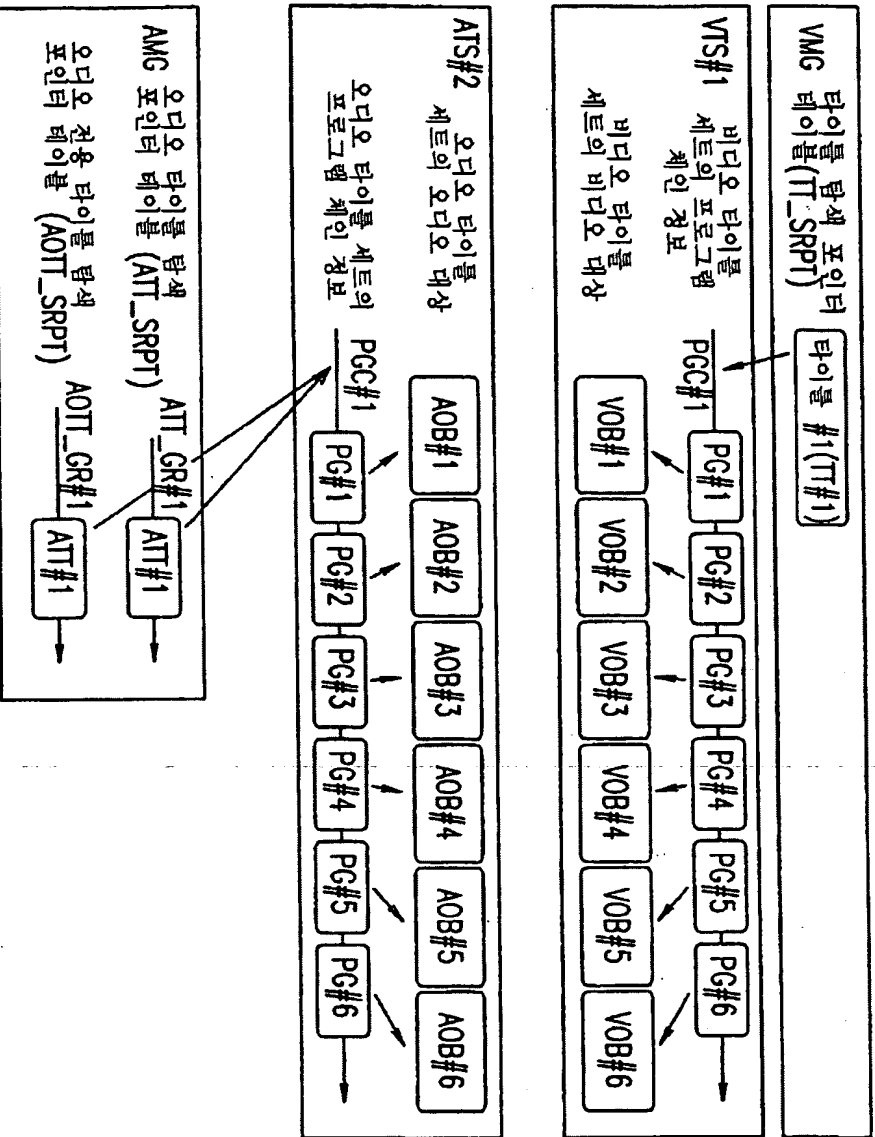 VMG 타이틀 탐색 포인터
테이블(TT_SRPT)
타이틀 #1(TT#1)
VTS#1
비디오 타이틀
세트의 프로그램
체인 정보
PGC#1
PG#1
PG#2
PG#3
PG#4
PG#5
PG#6
비디오 타이틀
세트의 비디오 대상
VOB#1
VOB#2
VOB#3
VOB#4
VOB#5
VOB#6
ATS#2
오디오 타이틀
세트의 오디오 대상
AOB#1
AOB#2
AOB#3
AOB#4
AOB#5
AOB#6
오디오 타이틀 세트의
프로그램 체인 정보
PGC#1
PG#1
PG#2
PG#3
PG#4
PG#5
PG#6
AMG 오디오 타이틀 탐색
포인터 테이블 (ATT_SRPT)
ATT_GR#1
ATT#1
오디오 전용 타이틀 탐색
포인터 테이블 (AOTT_SRPT)
AOTT_GR#1
ATT#1